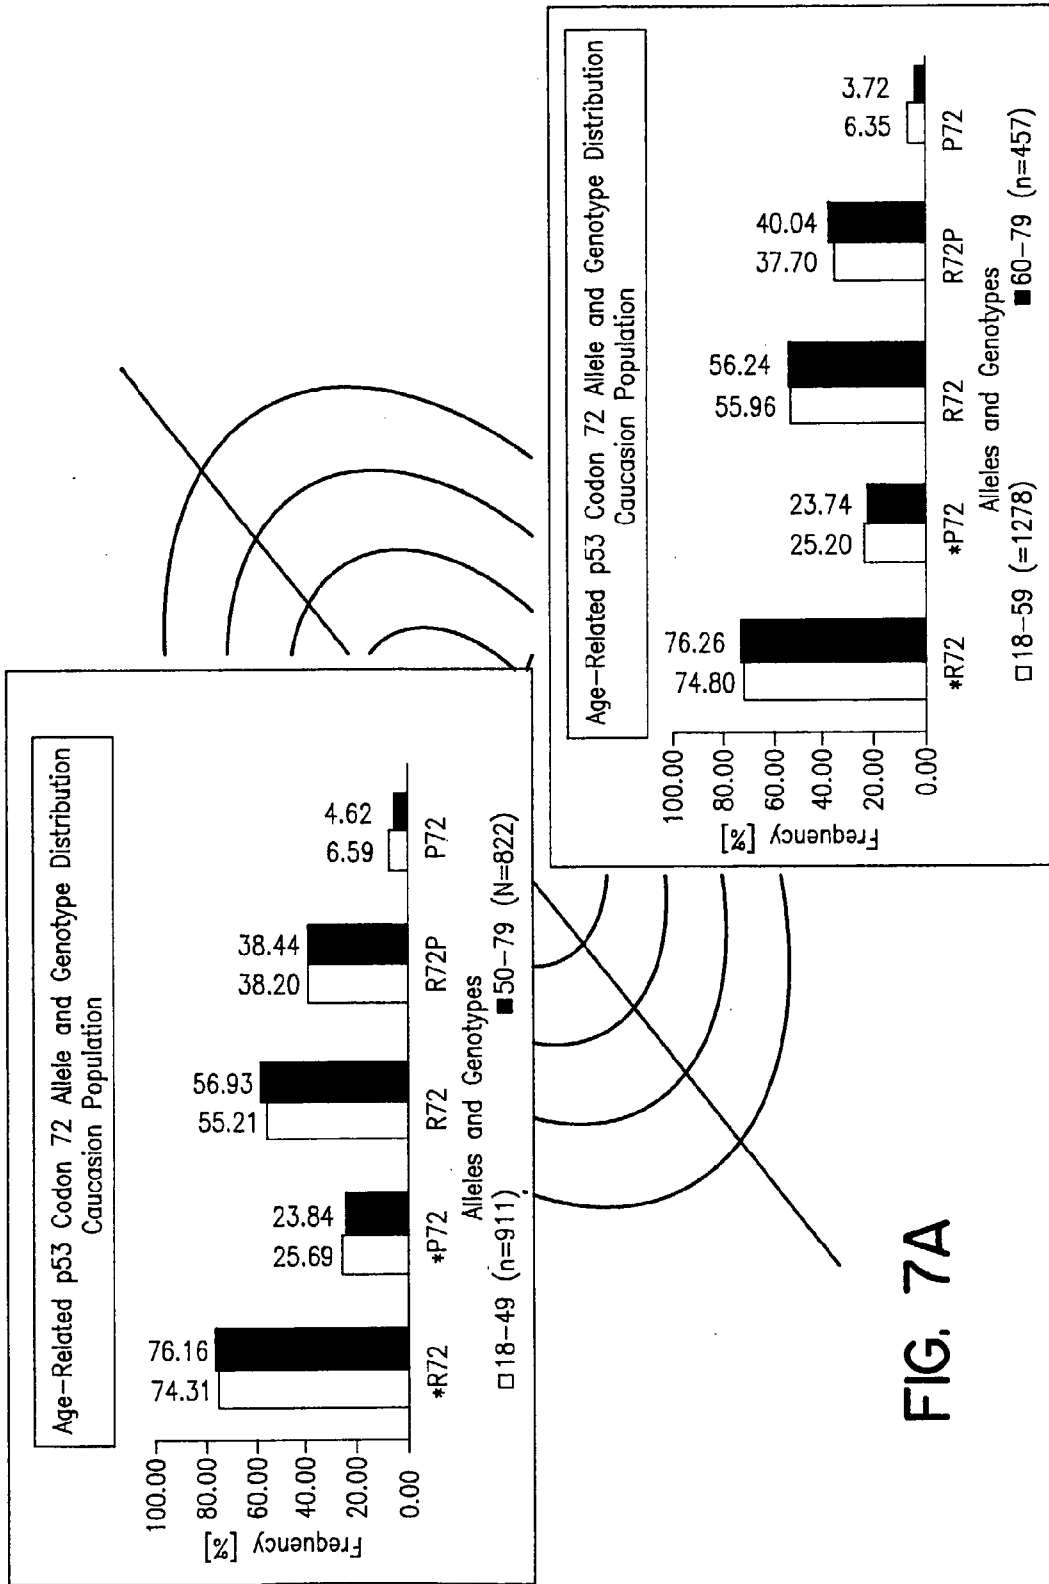 Age-Related p53 Codon 72 Allele and Genotype Distribution
Caucasion Population
Frequency [%]
100.00
80.00
60.00
40.00
20.00
0.00
74.31 76.16
25.69 23.84
55.21 56.93
38.20 38.44
6.59 4.62
*R72 *P72 R72 R72P P72
Alleles and Genotypes
□18-49 (n=911) ■50-79 (N=822)
Age-Related p53 Codon 72 Allele and Genotype Distribution
Caucasion Population
Frequency [%]
100.00
80.00
60.00
40.00
20.00
0.00
74.80 76.26
25.20 23.74
55.96 56.24
37.70 40.04
6.35 3.72
*R72 *P72 R72 R72P P72
Alleles and Genotypes
□18-59 (=1278) ■60-79 (n=457)
FIG. 7A